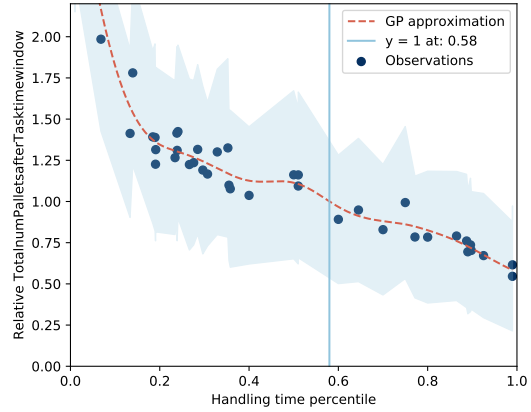 GP approximation
y = 1 at: 0.58
Observations
Relative TotalnumPalletsafterTasktimewindow
2.00
1.75
1.50
1.25
1.00
0.75
0.50
0.25
0.00
0.0 0.2 0.4 0.6 0.8 1.0
Handling time percentile